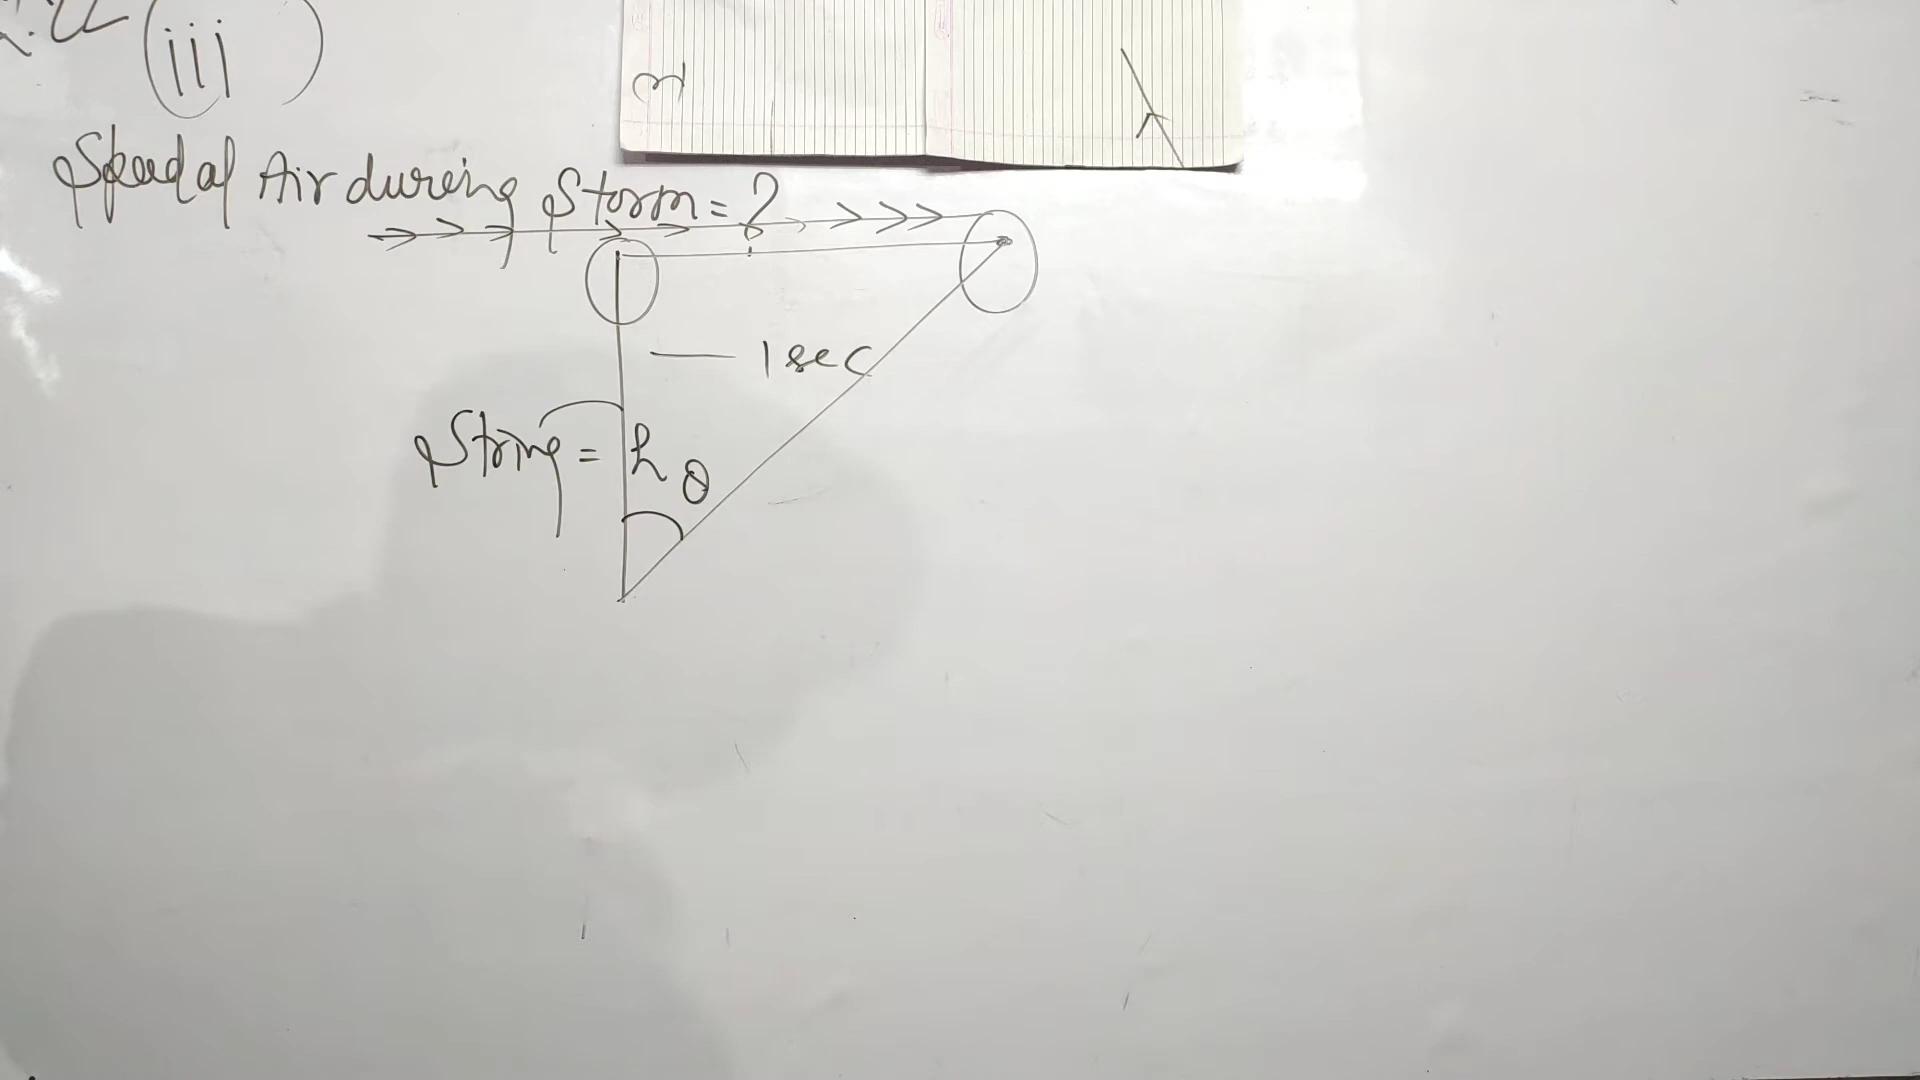 (iii)
Speed of Air during Storm = ?
1 sec
String = h
θ